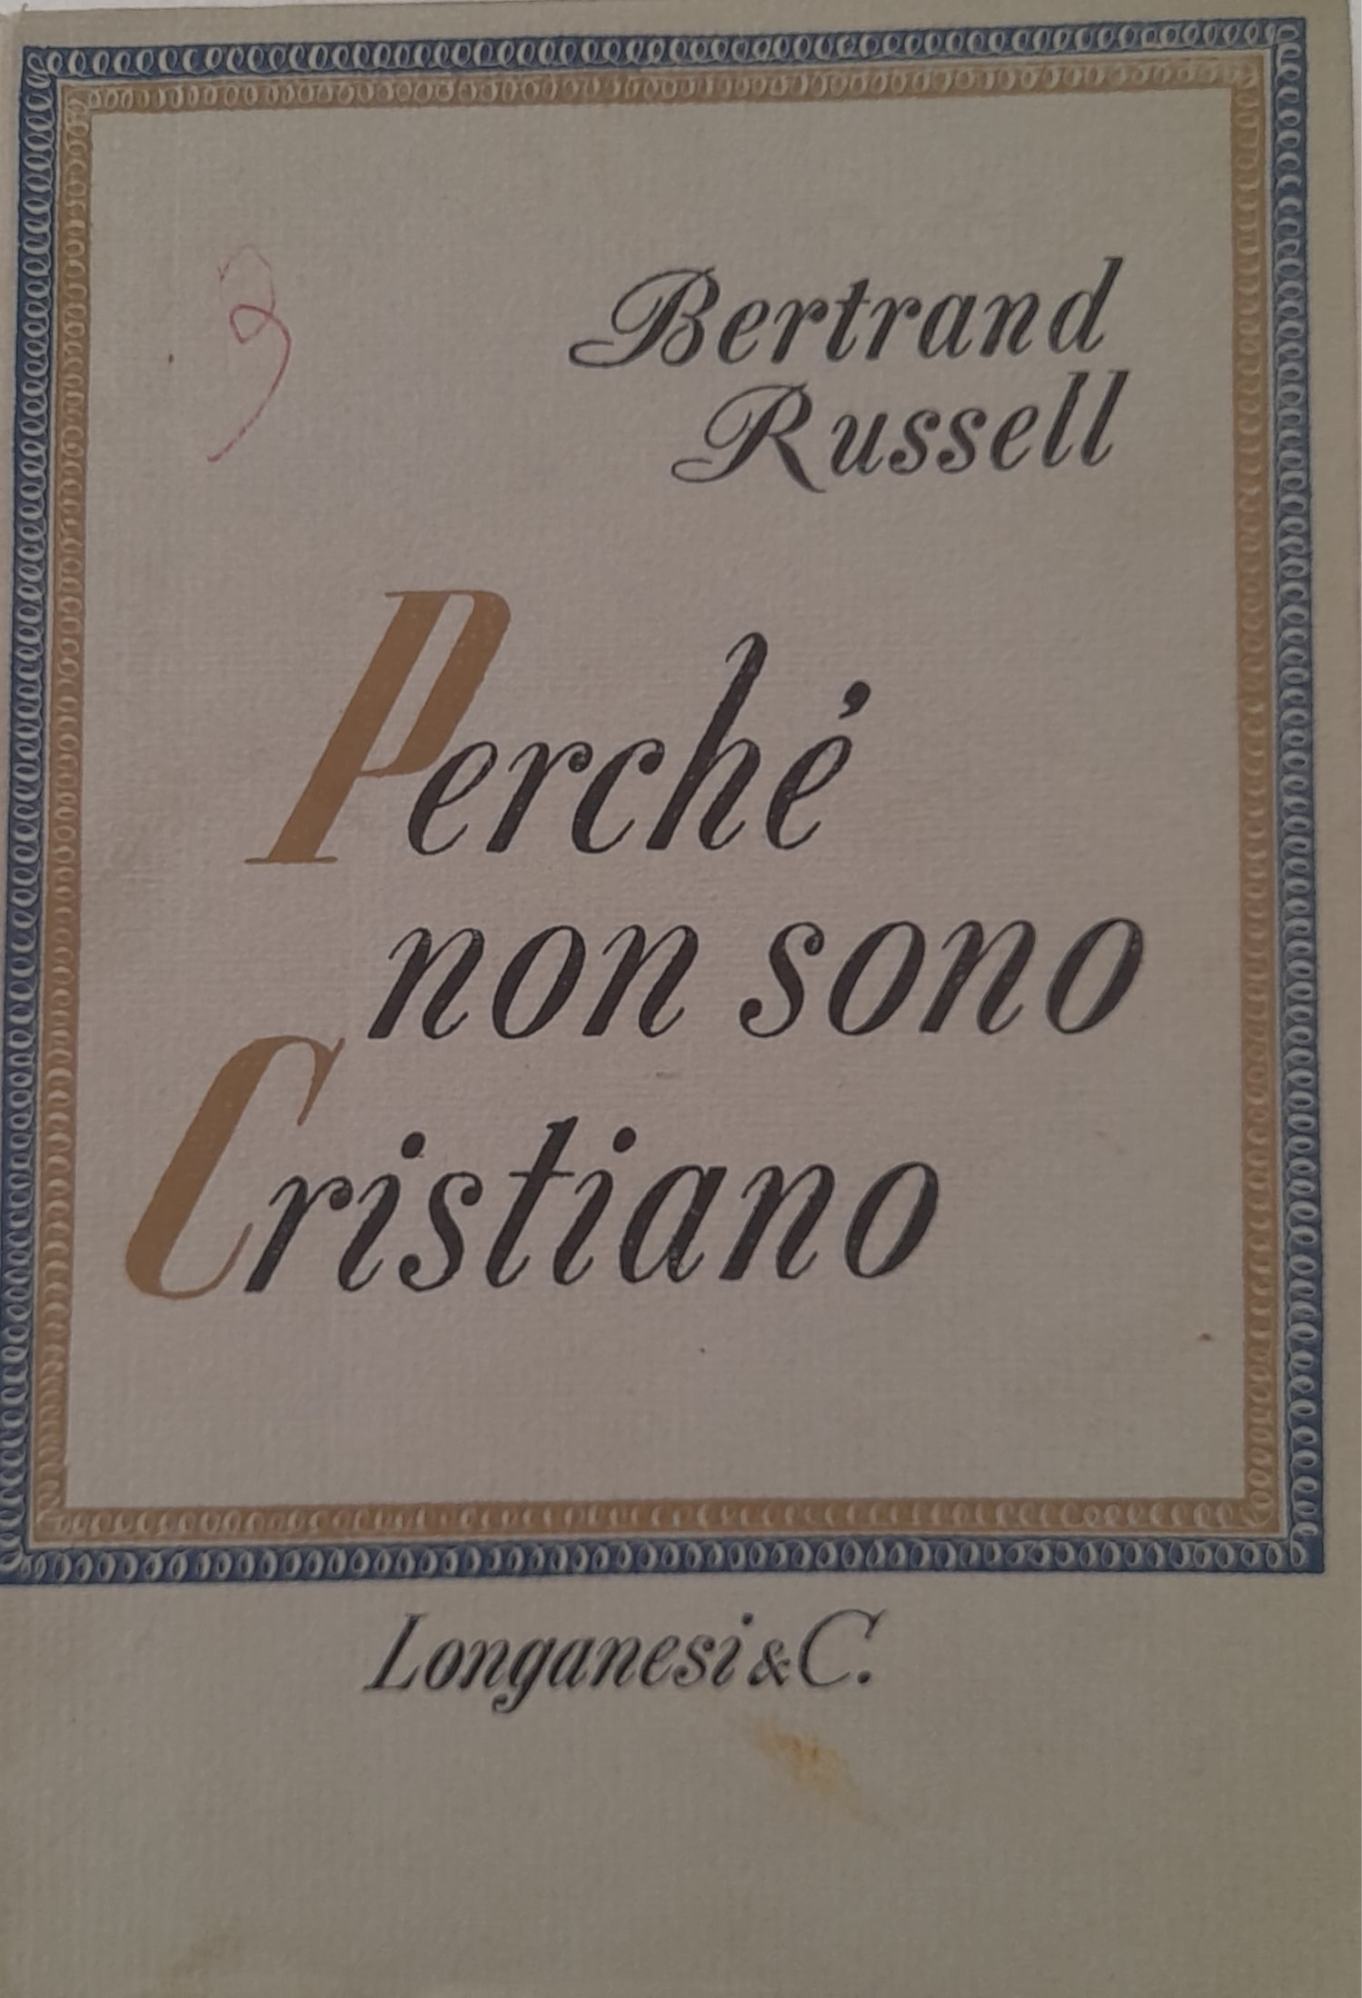 Bertrand
Russell
Perché
non sono
Cristiano
Longanesi & C.